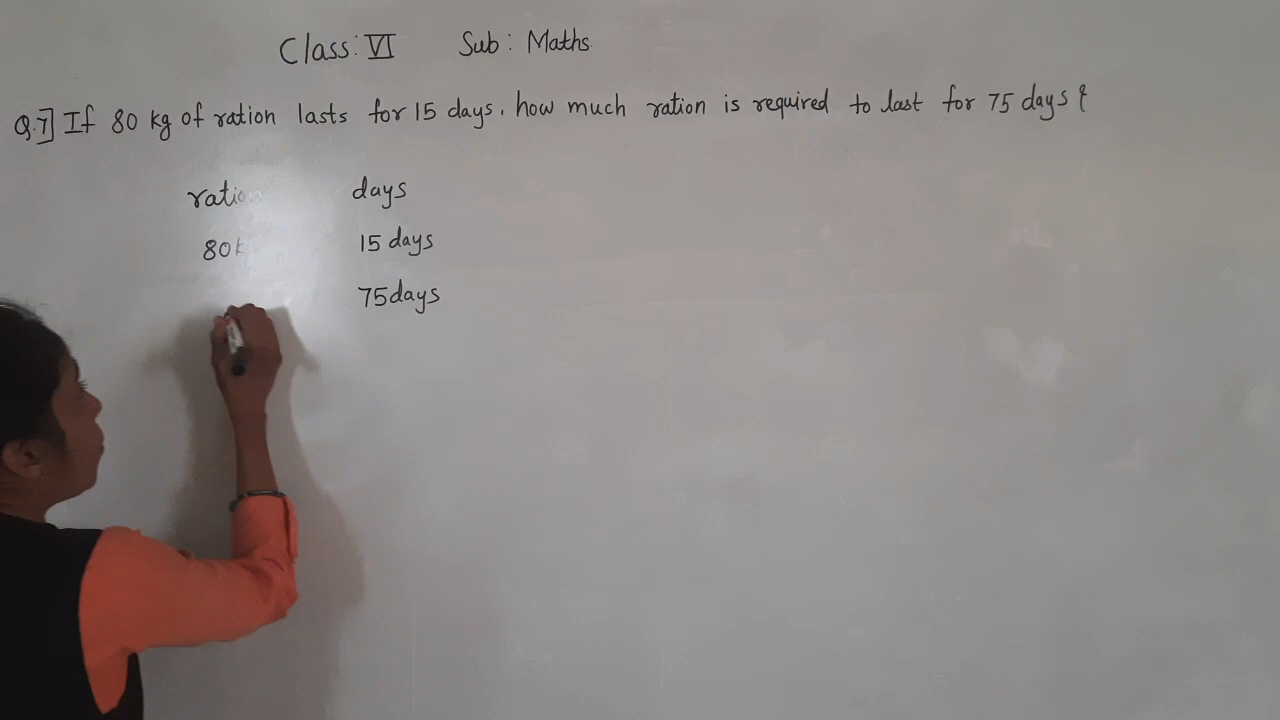 Class: VI Sub: Maths
Q.7] If 80 kg of ration lasts for 15 days, how much ration is required to last for 75 days ?
ration days
80k 15 days
75days